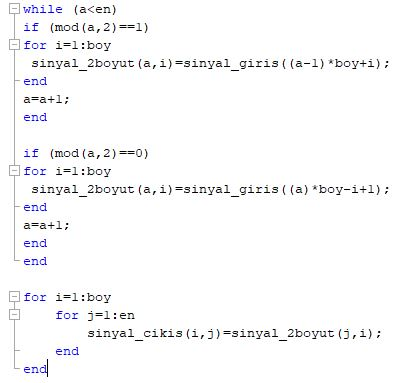 while (a<en)
if (mod(a,2)==1)
for i=1:boy
 sinyal_2boyut(a,i)=sinyal_giris((a-1)*boy+i);
end
a=a+1;
end

if (mod(a,2)==0)
for i=1:boy
 sinyal_2boyut(a,i)=sinyal_giris((a)*boy-i+1);
end
a=a+1;
end
end

for i=1:boy
    for j=1:en
        sinyal_cikis(i,j)=sinyal_2boyut(j,i);
    end
end